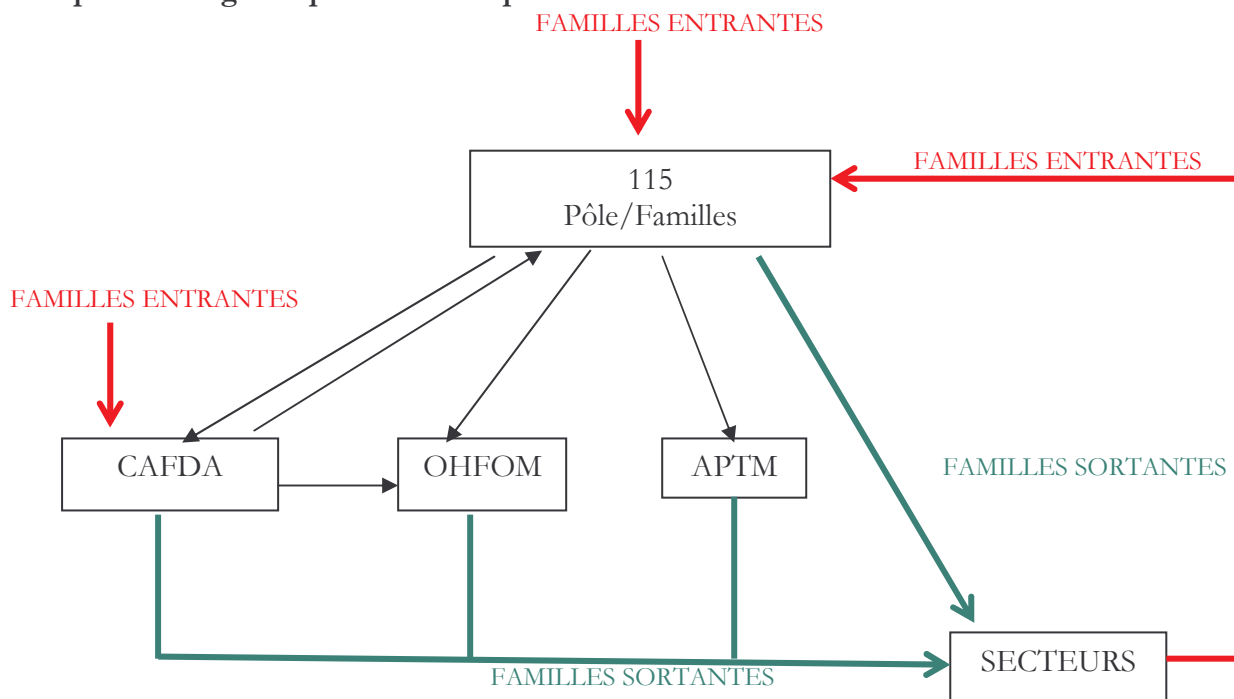 FAMILLES ENTRANTES
FAMILLES ENTRANTES
115
Pôle/Familles
FAMILLES ENTRANTES
CAFDA
OHFOM
APTM
FAMILLES SORTANTES
SECTEURS
FAMILLES SORTANTES